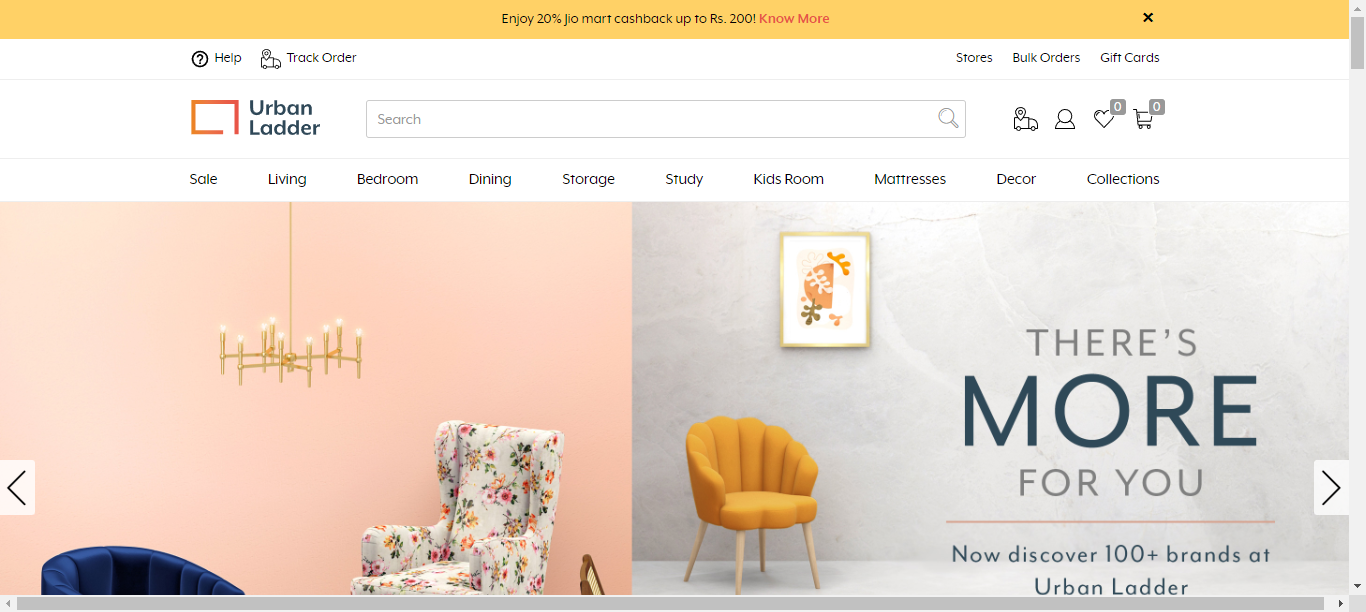 Enjoy 20% Jio mart cashback up to Rs. 200! Know More
Help Track Order Stores Bulk Orders Gift Cards
Urban
Ladder
Search
0 0
Sale Living Bedroom Dining Storage Study Kids Room Mattresses Decor Collections
THERE'S
MORE
FOR YOU
Now discover 100+ brands at
Urban Ladder